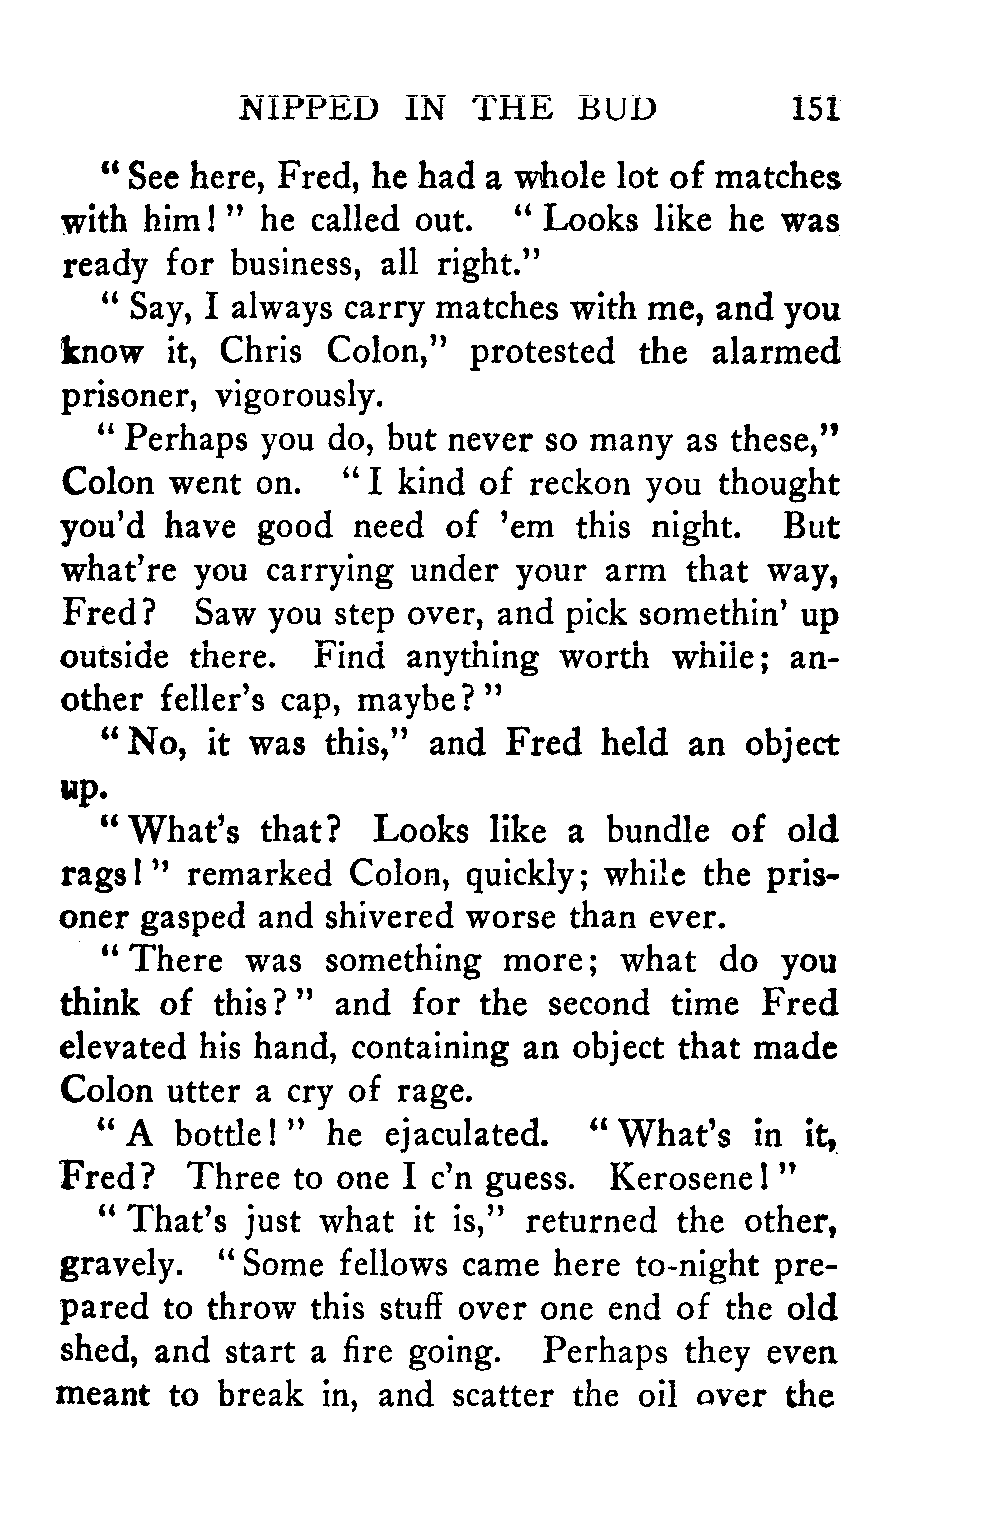 NIPPED IN THE BUD 151
" See here, Fred, he had a whole lot of matches
with him! " he called out. " Looks like he was
ready for business, all right."
" Say, I always carry matches with me, and you
know it, Chris Colon," protested the alarmed
prisoner, vigorously.
" Perhaps you do, but never so many as these,"
Colon went on. " I kind of reckon you thought
you'd have good need of 'em this night. But
what're you carrying under your arm that way,
Fred? Saw you step over, and pick somethin' up
outside there. Find anything worth while; an-
other feller's cap, maybe? "
" No, it was this," and Fred held an object
up.
" What's that? Looks like a bundle of old
rags! " remarked Colon, quickly; while the pris-
oner gasped and shivered worse than ever.
" There was something more; what do you
think of this? " and for the second time Fred
elevated his hand, containing an object that made
Colon utter a cry of rage.
" A bottle! " he ejaculated. " What's in it,
Fred? Three to one I c'n guess. Kerosene! "
" That's just what it is," returned the other,
gravely. " Some fellows came here to-night pre-
pared to throw this stuff over one end of the old
shed, and start a fire going. Perhaps they even
meant to break in, and scatter the oil over the